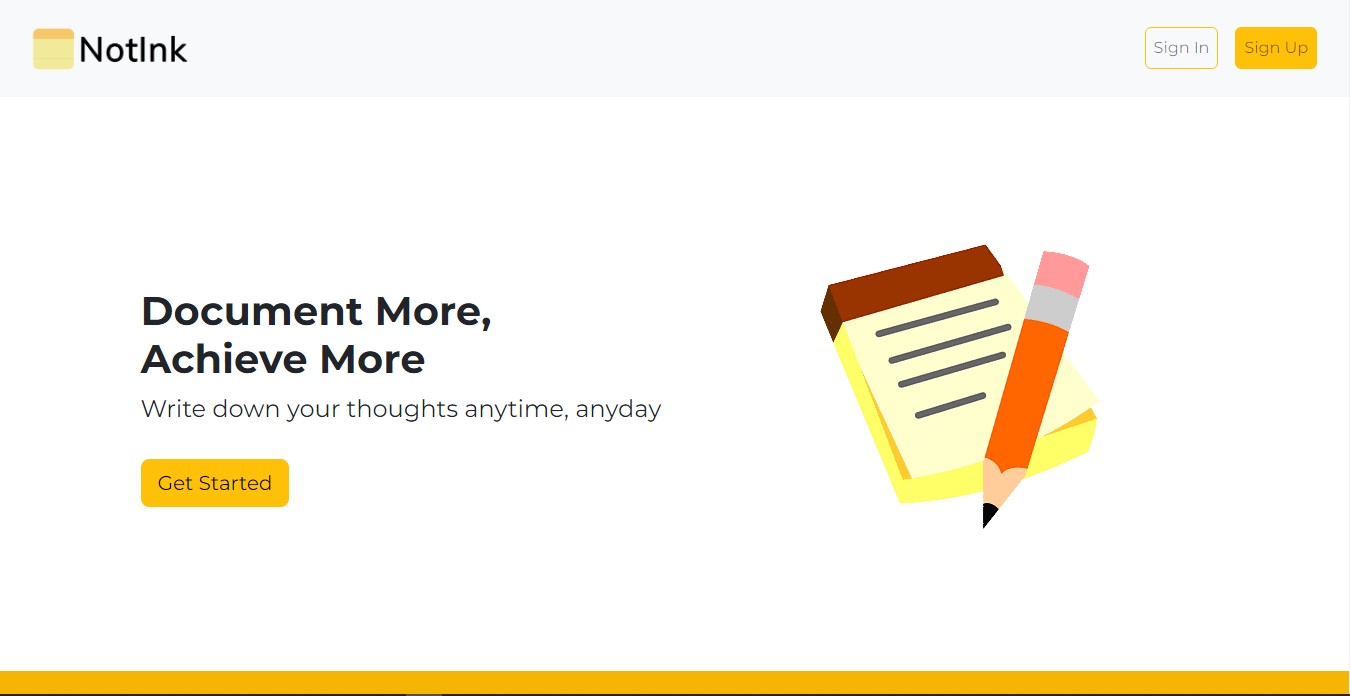 NotInk
Sign In
Sign Up
Document More,
Achieve More
Write down your thoughts anytime, anyday
Get Started